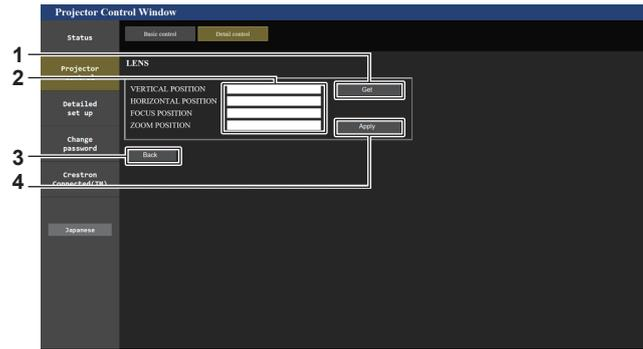 Projector Control Window
Status
Basic control
Detail control
1
Projector
control
LENS
2
VERTICAL POSITION
Get
HORIZONTAL POSITION
FOCUS POSITION
ZOOM POSITION
Apply
Detailed
set up
Change
password
3
Back
Crestron
Connected(TM)
4
Japanese